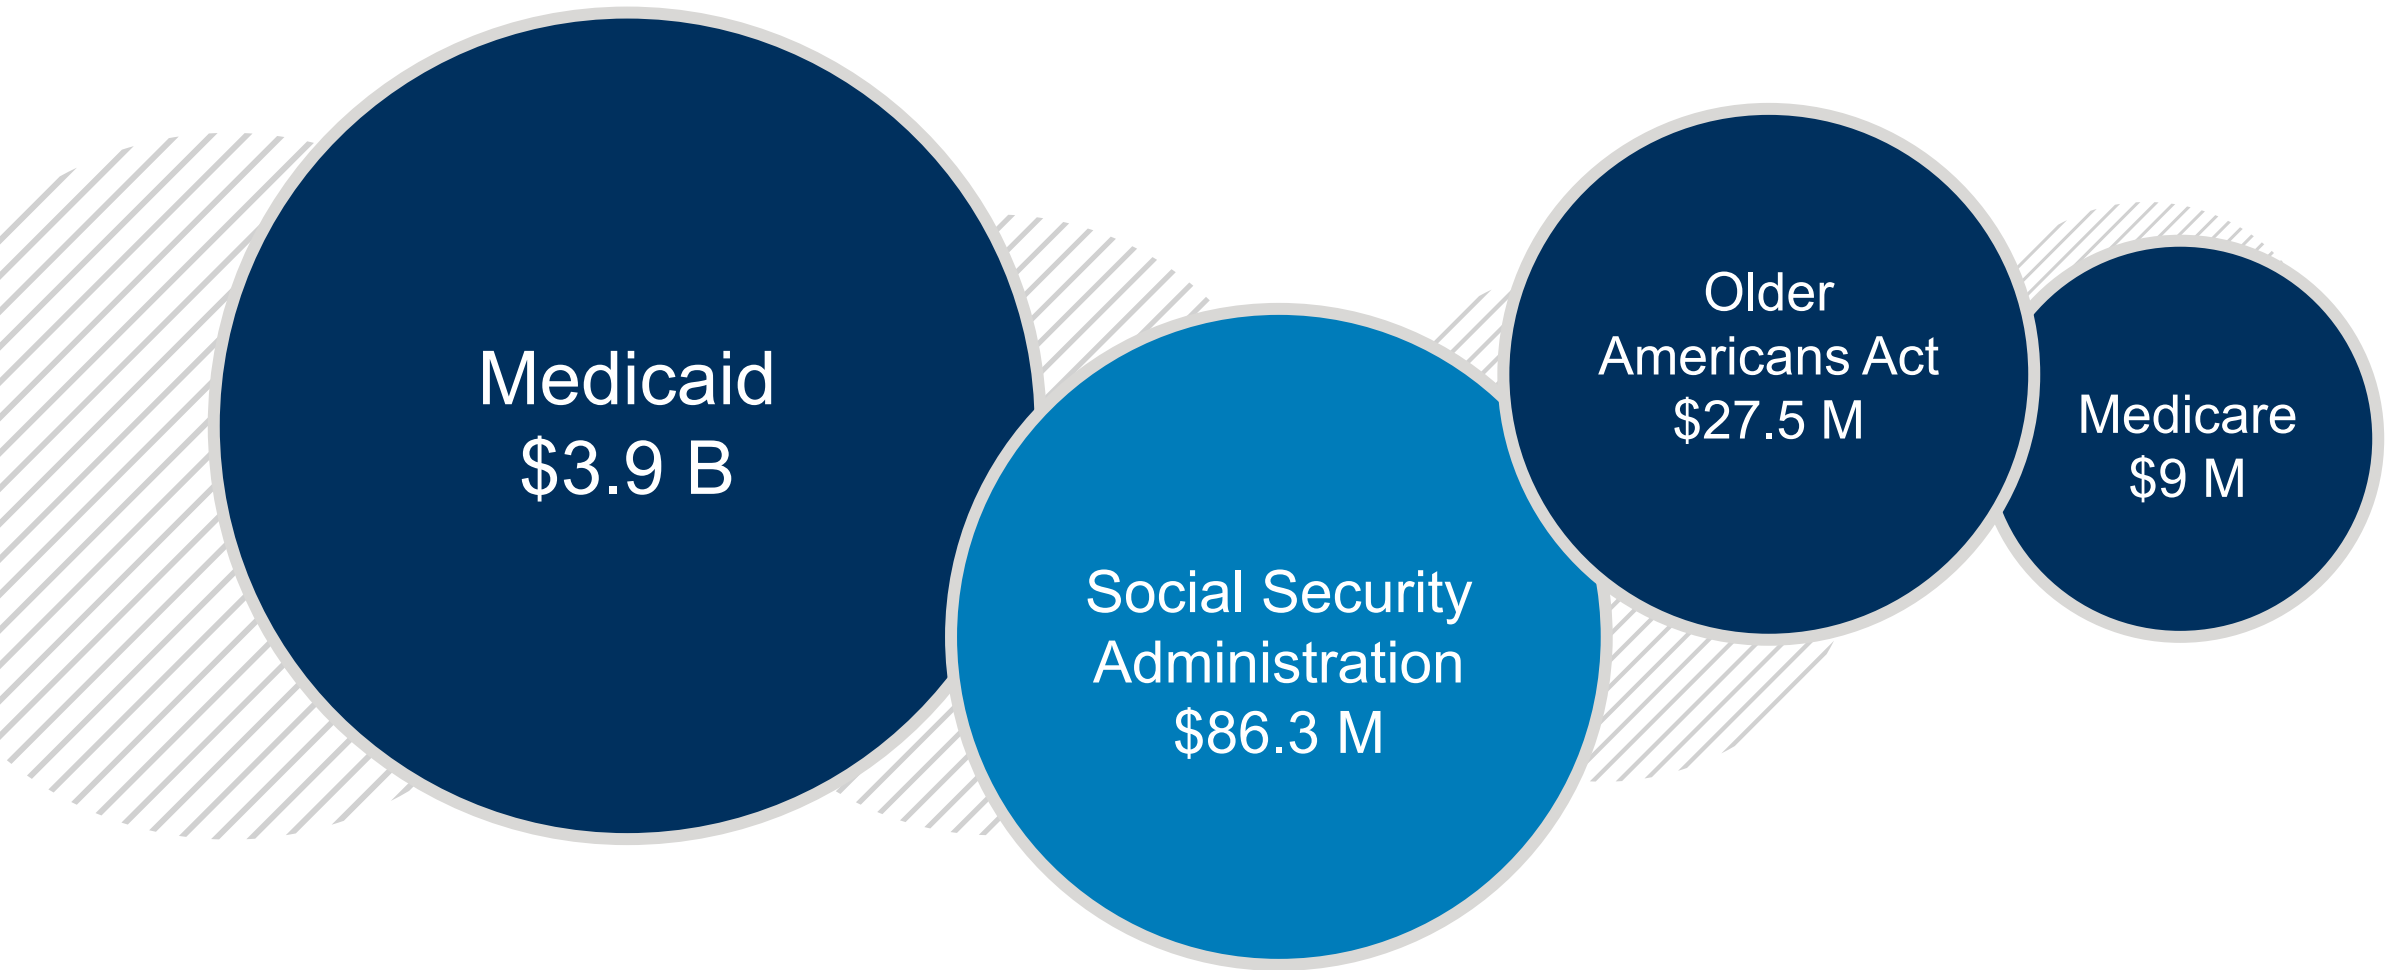 Medicaid
$3.9 B
Social Security
Administration
$86.3 M
Older
Americans Act
$27.5 M
Medicare
$9 M